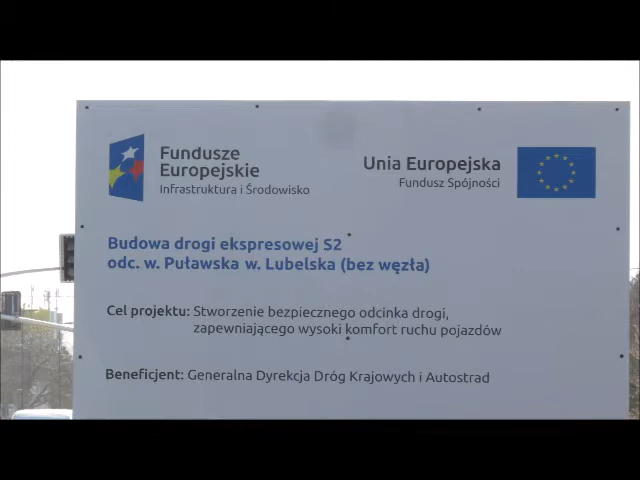 Fundusze
Europejskie
Infrastruktura i Środowisko
Unia Europejska
Fundusz Spójności
Budowa drogi ekspresowej S2
odc. w. Puławska w. Lubelska (bez węzła)
Cel projektu: Stworzenie bezpiecznego odcinka drogi,
zapewniającego wysoki komfort ruchu pojazdów
Beneficjent: Generalna Dyrekcja Dróg Krajowych i Autostrad